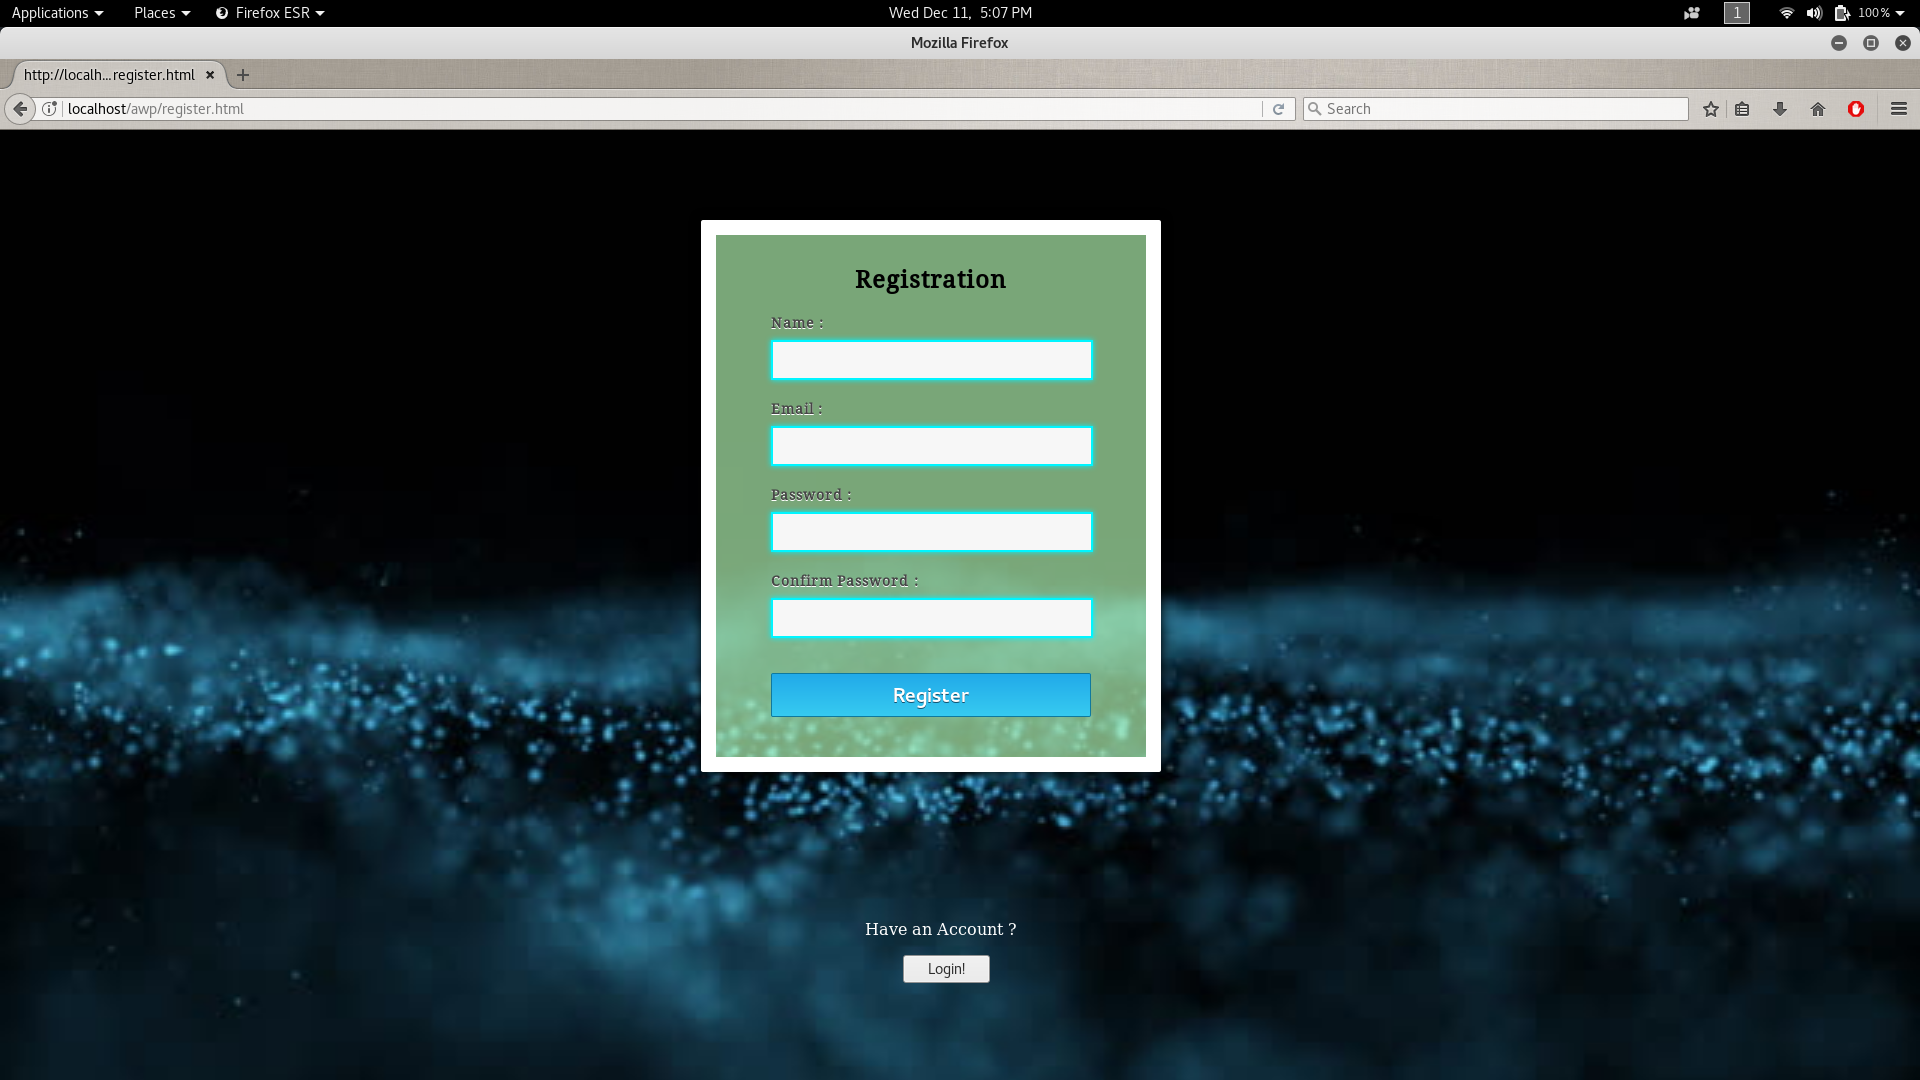 Applications Places Firefox ESR Wed Dec 11, 5:07 PM 1 100%
Mozilla Firefox
http://localh...register.html
localhost/awp/register.html Search
Registration
Name :
Email :
Password :
Confirm Password :
Register
Have an Account ?
Login!